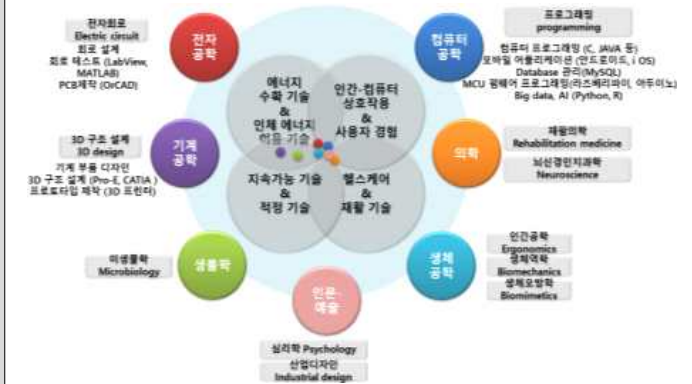 전자회로
Electric circuit
회로 설계
회로 테스트 (LabView,
MATLAB)
PCB제작 (OrCAD)
전자
공학
컴퓨터
공학
프로그래밍
programming
컴퓨터 프로그래밍 (C, JAVA 등)
모바일 어플리케이션 (안드로이드, i OS)
Database 관리(MySQL)
MCU 펌웨어 프로그래밍(라즈베리파이, 아두이노)
Big data, AI (Python, R)
에너지
수확 기술
&
인체 에너지
기술
인간-컴퓨터
상호작용
&
사용자 경험
3D 구조 설계
3D design
기계 부품 디자인
3D 구조 설계 (Pro-E, CATIA )
프로토타입 제작 (3D 프린터)
기계
공학
의학
재활의학
Rehabilitation medicine
뇌신경인지과학
Neuroscience
지속가능 기술
&
적정 기술
헬스케어
&
재활 기술
미생물학
Microbiology
생물학
생체
공학
인간공학
Ergonomics
생체역학
Biomechanics
생체모방학
Biomimetics
인문·
예술
심리학 Psychology
산업디자인
Industrial design